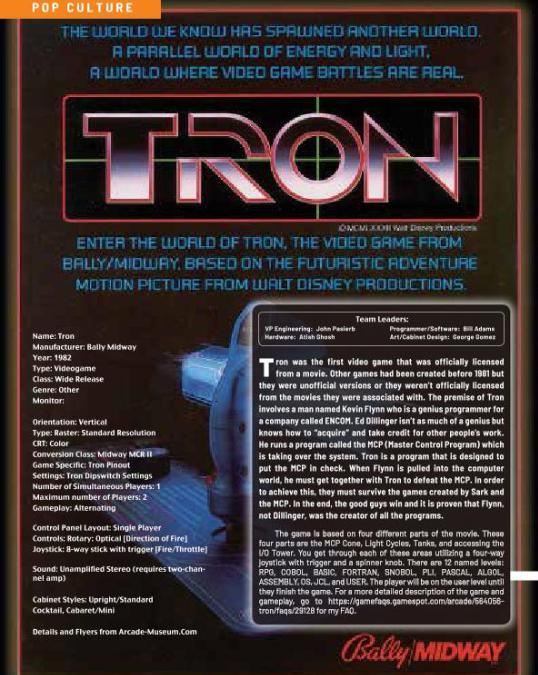 POP CULTURE
THE WORLD WE KNOW HAS SPAWNED ANOTHER WORLD.
A PARALLEL WORLD OF ENERGY AND LIGHT,
A WORLD WHERE VIDEO GAME BATTLES ARE REAL.
TRON
Walt Disney Productions
ENTER THE WORLD OF TRON, THE VIDEO GAME FROM
BALLY/MIDWAY, BASED ON THE FUTURISTIC ADVENTURE
MOTION PICTURE FROM WALT DISNEY PRODUCTIONS.
Name: Tron
Manufacturer: Bally Midway
Year: 1982
Type: Videogame
Class: Wide Release
Genre: Other
Monitor:
Orientation: Vertical
Type: Raster: Standard Resolution
CRT: Color
Conversion Class: Midway MCR II
Game Specific: Tron Pinout
Settings: Tron Dipswitch Settings
Number of Simultaneous Players: 1
Maximum number of Players: 2
Gameplay: Alternating
Control Panel Layout: Single Player
Controls: Rotary: Optical [Direction of Fire]
Joystick: 8-way stick with trigger [Fire/Throttle]
Sound: Unamplified Stereo (requires two-chan-
nel amp)
Cabinet Styles: Upright/Standard
Cocktail, Cabaret/Mini
Details and Flyers from Arcade-Museum.Com
Team Leaders:
VP Engineering: John Pasierb Programmer/Software: Bill Adams
Hardware: Atish Ghosh Art/Cabinet Design: George Gomez
Tron was the first video game that was officially licensed
from a movie. Other games had been created before 1981 but
they were unofficial versions or they weren't officially licensed
from the movies they were associated with. The premise of Tron
involves a man named Kevin Flynn who is a genius programmer for
a company called ENCOM. Ed Dillinger isn't as much of a genius but
knows how to "acquire" and take credit for other people's work.
He runs a program called the MCP (Master Control Program) which
is taking over the system. Tron is a program that is designed to
put the MCP in check. When Flynn is pulled into the computer
world, he must get together with Tron to defeat the MCP. In order
to achieve this, they must survive the games created by Sark and
the MCP. In the end, the good guys win and it is proven that Flynn,
not Dillinger, was the creator of all the programs.
The game is based on four different parts of the movie. These
four parts are the MCP Cone, Light Cycles, Tanks, and accessing the
I/O Tower. You get through each of these areas utilizing a four-way
joystick with trigger and a spinner knob. There are 12 named levels:
RPG, COBOL, BASIC, FORTRAN, SNOBOL, PLI, PASCAL, ALGOL,
ASSEMBLY, OS, JCL, and USER. The player will be on the user level until
they finish the game. For a more detailed description of the game and
gameplay, go to https://gamefaqs.gamespot.com/arcade/564056-
tron/faqs/29128 for my FAQ.
Bally/MIDWAY